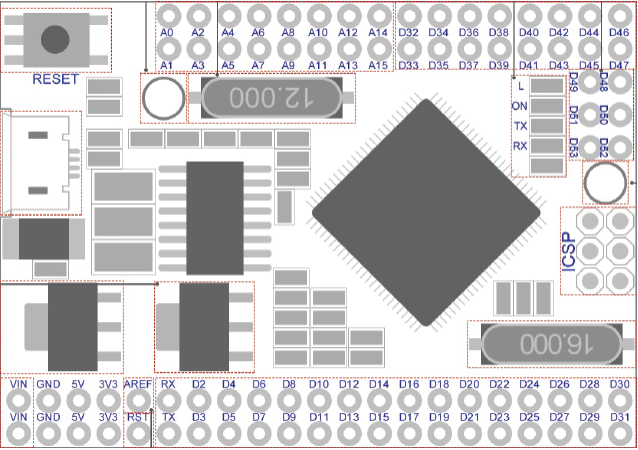 A0 A2 A4 A6 A8 A10 A12 A14 D32 D34 D36 D38 D40 D42 D44 D46
A1 A3 A5 A7 A9 A11 A13 A15 D33 D35 D37 D39 D41 D43 D45 D47
RESET
12.000
L
ON
TX
RX
D49 D48
D51 D50
D53 D52
ICSP
16.000
VIN GND 5V 3V3 AREF RX D2 D4 D6 D8 D10 D12 D14 D16 D18 D20 D22 D24 D26 D28 D30
VIN GND 5V 3V3 RST TX D3 D5 D7 D9 D11 D13 D15 D17 D19 D21 D23 D25 D27 D29 D31